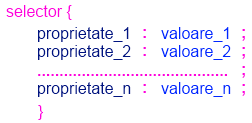 selector {
proprietate_1 : valoare_1 ;
proprietate_2 : valoare_2 ;
............................................ ;
proprietate_n : valoare_n ;
}